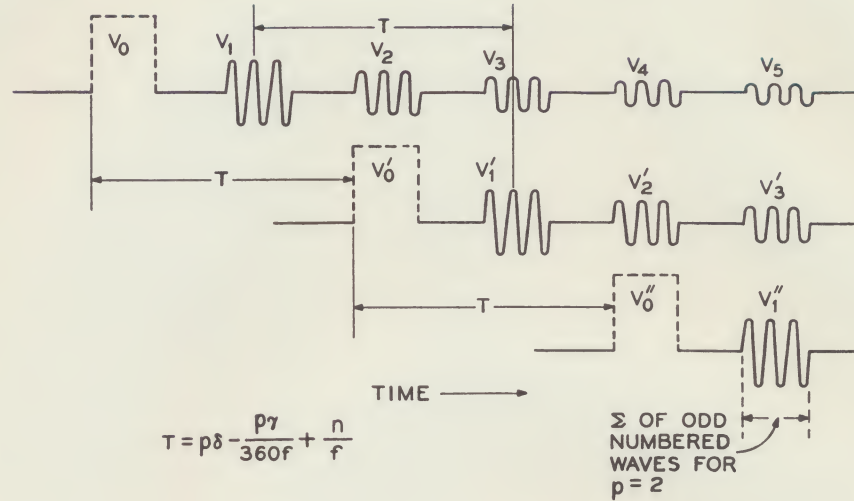 T
V₀ V₁ V₂ V₃ V₄ V₅
T
V₀′ V₁′ V₂′ V₃′
T
V₀″ V₁″
TIME
T = pδ - pγ/360f + n/f
Σ OF ODD
NUMBERED
WAVES FOR
p = 2